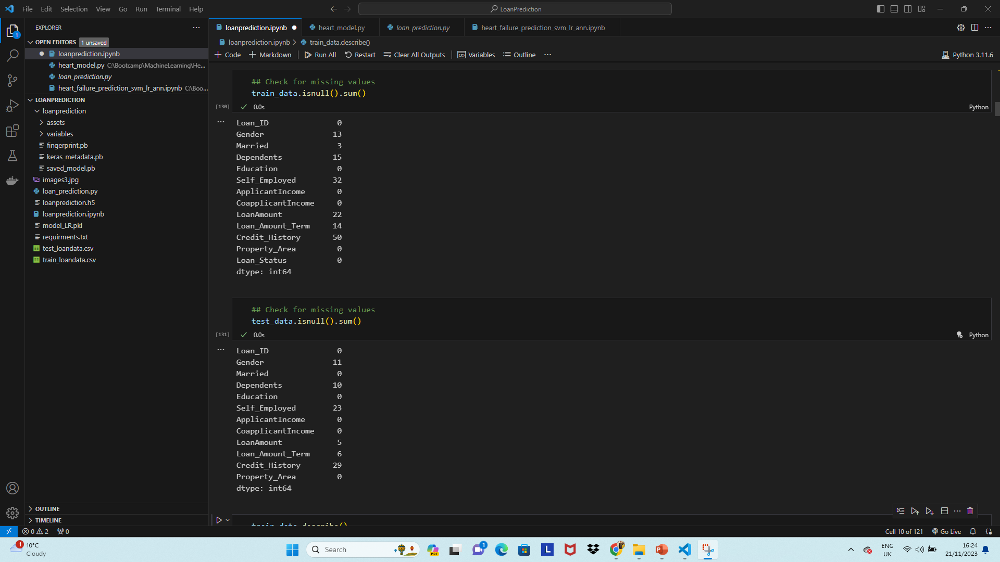 File Edit Selection View Go Run Terminal Help
LoanPrediction
EXPLORER
OPEN EDITORS 1 unsaved
loanprediction.ipynb
heart_model.py C:\Bootcamp\MachineLearning\He...
loan_prediction.py
heart_failure_prediction_svm_lr_ann.ipynb C:\Boo...
LOANPREDICTION
loanprediction
assets
variables
fingerprint.pb
keras_metadata.pb
saved_model.pb
images3.jpg
loan_prediction.py
loanprediction.h5
loanprediction.ipynb
model_LR.pkl
requirments.txt
test_loandata.csv
train_loandata.csv
OUTLINE
TIMELINE
1
loanprediction.ipynb heart_model.py loan_prediction.py heart_failure_prediction_svm_lr_ann.ipynb
loanprediction.ipynb > train_data.describe()
Code Markdown Run All Restart Clear All Outputs Variables Outline ... Python 3.11.6
## Check for missing values
train_data.isnull().sum()
[130] 0.0s Python
Loan_ID 0
Gender 13
Married 3
Dependents 15
Education 0
Self_Employed 32
ApplicantIncome 0
CoapplicantIncome 0
LoanAmount 22
Loan_Amount_Term 14
Credit_History 50
Property_Area 0
Loan_Status 0
dtype: int64
## Check for missing values
test_data.isnull().sum()
[131] 0.0s Python
Loan_ID 0
Gender 11
Married 0
Dependents 10
Education 0
Self_Employed 23
ApplicantIncome 0
CoapplicantIncome 0
LoanAmount 5
Loan_Amount_Term 6
Credit_History 29
Property_Area 0
dtype: int64
train_data.describe()
0 2 0 Cell 10 of 121 Go Live
1 10°C
Cloudy
Search
PRE
1
L
P
ENG
UK
16:24
21/11/2023